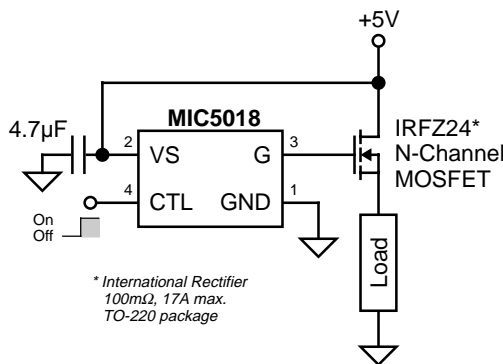 +5V
4.7µF
MIC5018
2
VS
G
3
IRFZ24*
N-Channel
MOSFET
4
CTL
GND
1
On
Off
Load
* International Rectifier
100mΩ, 17A max.
TO-220 package